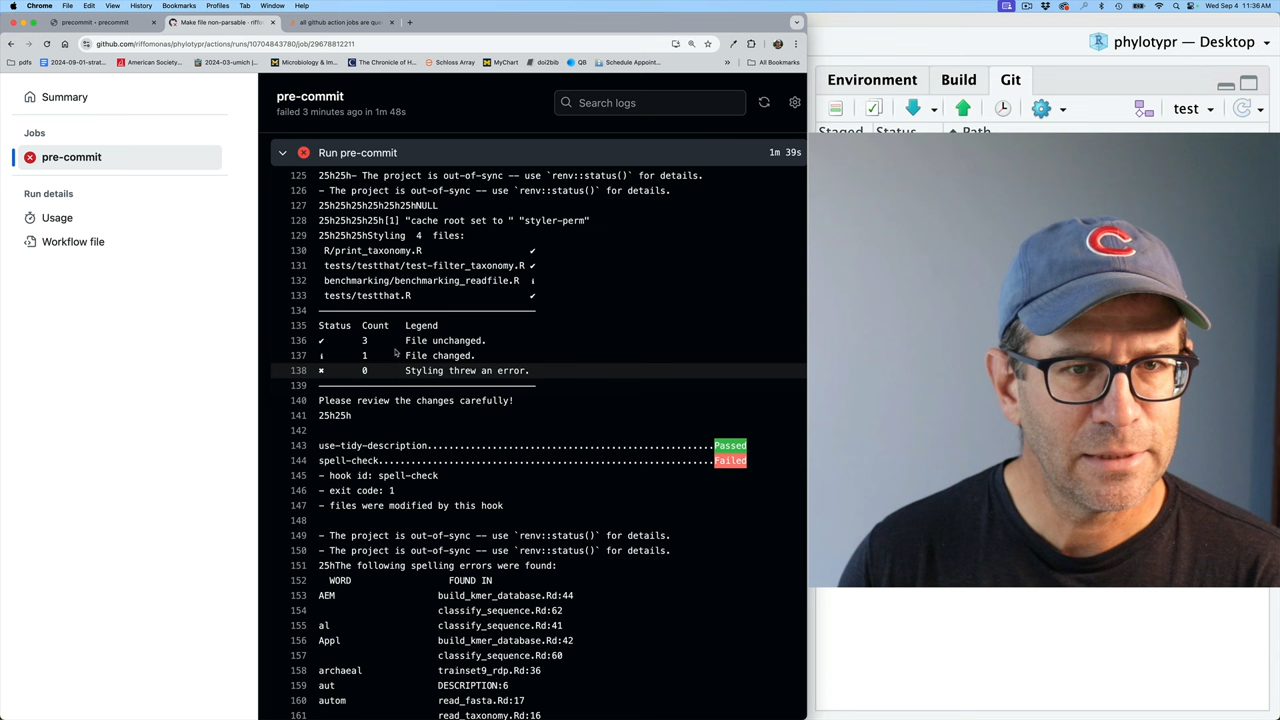 Chrome File Edit View History Bookmarks Profiles Tab Window Help Wed Sep 4 11:36 AM
precommit • precommit Make file non-parsable · riffom all github action jobs are que
github.com/riffomonas/phylotypr/actions/runs/10704843780/job/29678812211
pdfs 2024-09-01-strat... American Society... 2024-03-umich | ... Microbiology & Im... The Chronicle of H... Schloss Array MyChart doi2bib QB Schedule Appoint... » All Bookmarks
phylotypr — Desktop
Environment Build Git
test
Staged Status Path
Summary
Jobs
pre-commit
Run details
Usage
Workflow file
pre-commit
failed 3 minutes ago in 1m 48s
Search logs
Run pre-commit 1m 39s
125 25h25h- The project is out-of-sync -- use `renv::status()` for details.
126 - The project is out-of-sync -- use `renv::status()` for details.
127 25h25h25h25h25h25hNULL
128 25h25h25h25h[1] "cache root set to " "styler-perm"
129 25h25h25hStyling 4 files:
130 R/print_taxonomy.R ✔
131 tests/testthat/test-filter_taxonomy.R ✔
132 benchmarking/benchmarking_readfile.R ℹ
133 tests/testthat.R ✔
134
135 Status Count Legend
136 ✔ 3 File unchanged.
137 ℹ 1 File changed.
138 ✖ 0 Styling threw an error.
139
140 Please review the changes carefully!
141 25h25h
142
143 use-tidy-description......................................................Passed
144 spell-check...............................................................Failed
145 - hook id: spell-check
146 - exit code: 1
147 - files were modified by this hook
148
149 - The project is out-of-sync -- use `renv::status()` for details.
150 - The project is out-of-sync -- use `renv::status()` for details.
151 25hThe following spelling errors were found:
152 WORD FOUND IN
153 AEM build_kmer_database.Rd:44
154 classify_sequence.Rd:62
155 al classify_sequence.Rd:41
156 Appl build_kmer_database.Rd:42
157 classify_sequence.Rd:60
158 archaeal trainset9_rdp.Rd:36
159 aut DESCRIPTION:6
160 autom read_fasta.Rd:17
161 read_taxonomy.Rd:16